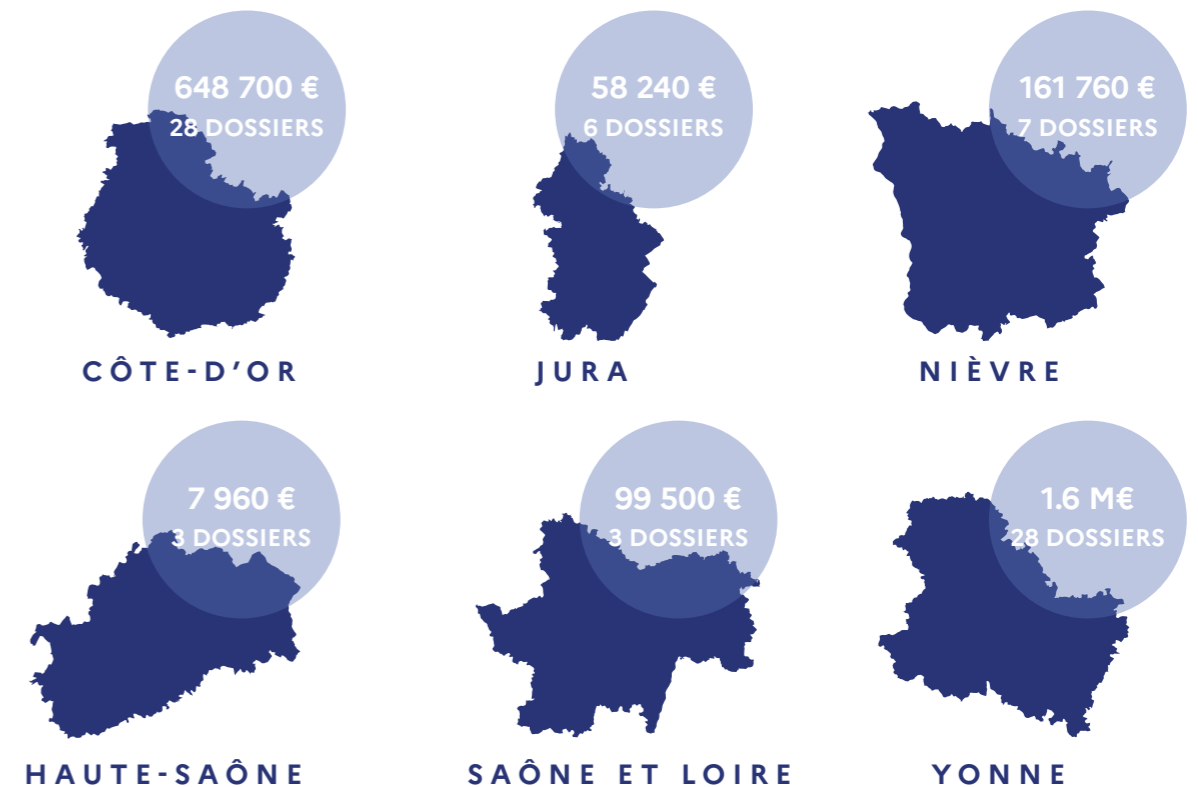 648 700 €
28 DOSSIERS
CÔTE-D’OR
58 240 €
6 DOSSIERS
JURA
161 760 €
7 DOSSIERS
NIÈVRE
7 960 €
3 DOSSIERS
HAUTE-SAÔNE
99 500 €
3 DOSSIERS
SAÔNE ET LOIRE
1.6 M€
28 DOSSIERS
YONNE